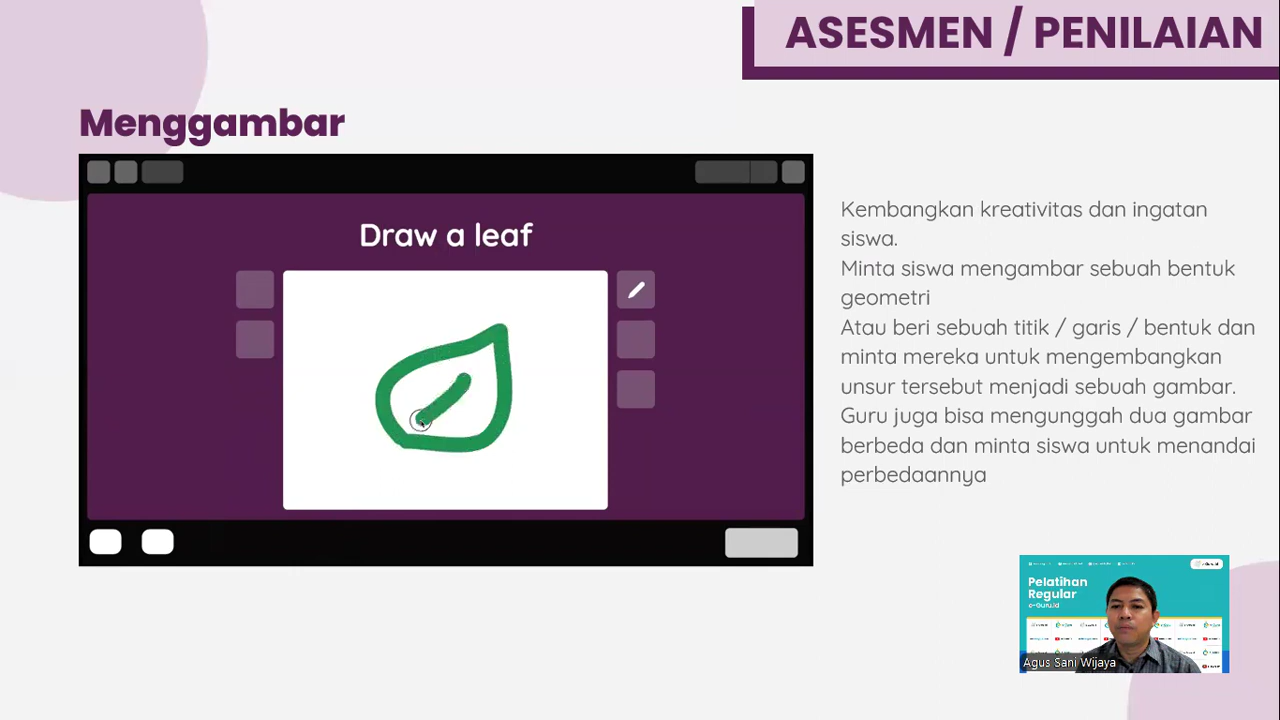 ASESMEN / PENILAIAN
Menggambar
Draw a leaf
Kembangkan kreativitas dan ingatan
siswa.
Minta siswa mengambar sebuah bentuk
geometri
Atau beri sebuah titik / garis / bentuk dan
minta mereka untuk mengembangkan
unsur tersebut menjadi sebuah gambar.
Guru juga bisa mengunggah dua gambar
berbeda dan minta siswa untuk menandai
perbedaannya
Pelatihan
Regular
e-Guru.id
Agus Sani Wijaya